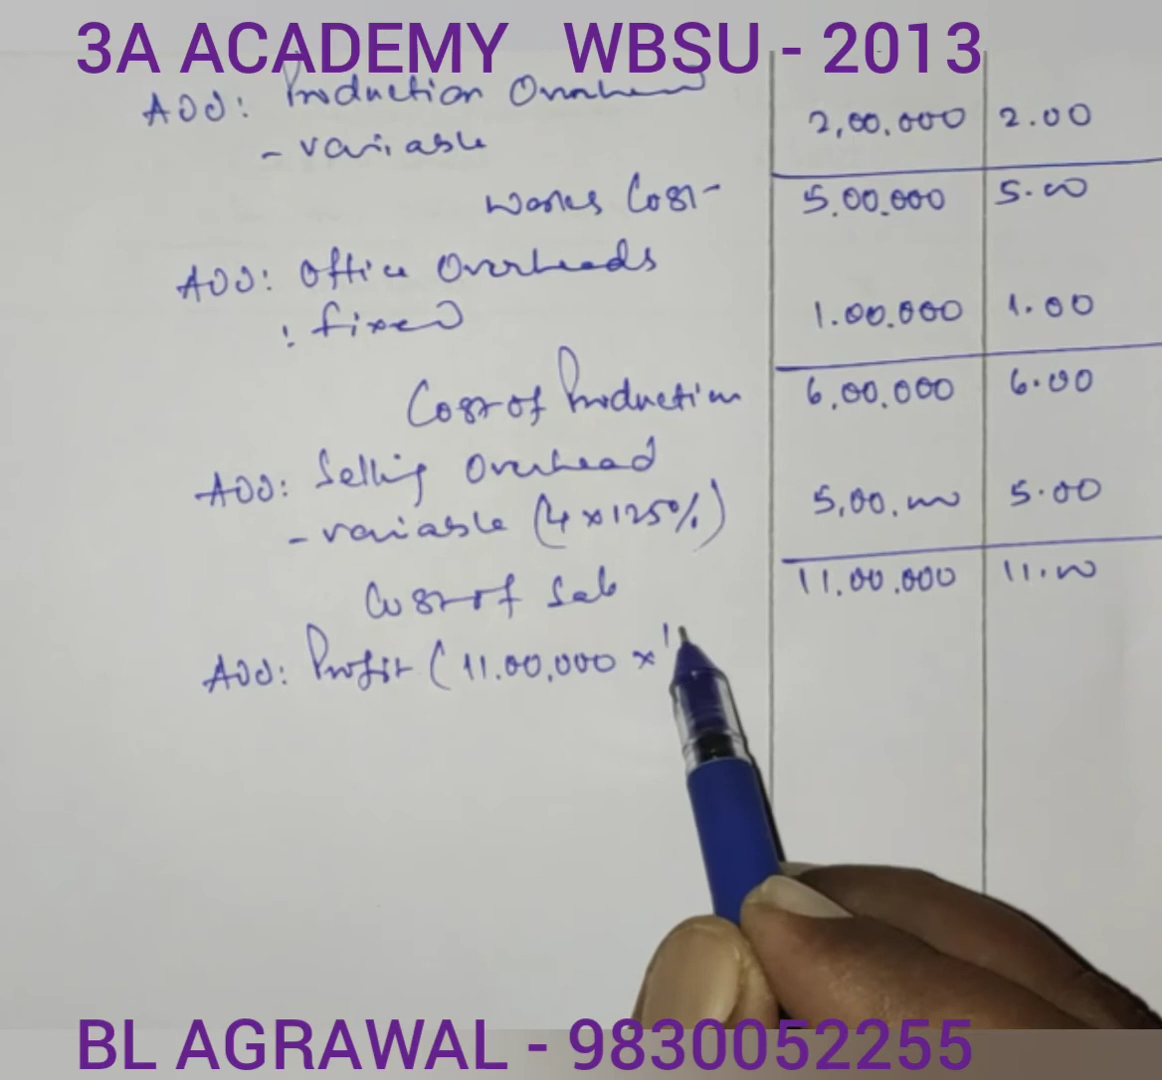 3A ACADEMY WBSU - 2013
ADD: Production Overhead
- variable 2,00,000 2.00
Works Cost 5,00,000 5.00
ADD: Office Overheads
: fixed 1.00.000 1.00
Cost of Production 6,00,000 6.00
ADD: Selling Overhead
- variable (4 x 125%) 5,00,000 5.00
Cost of Sale 11,00,000 11.00
ADD: Profit (11.00,000 x 1
BL AGRAWAL - 9830052255